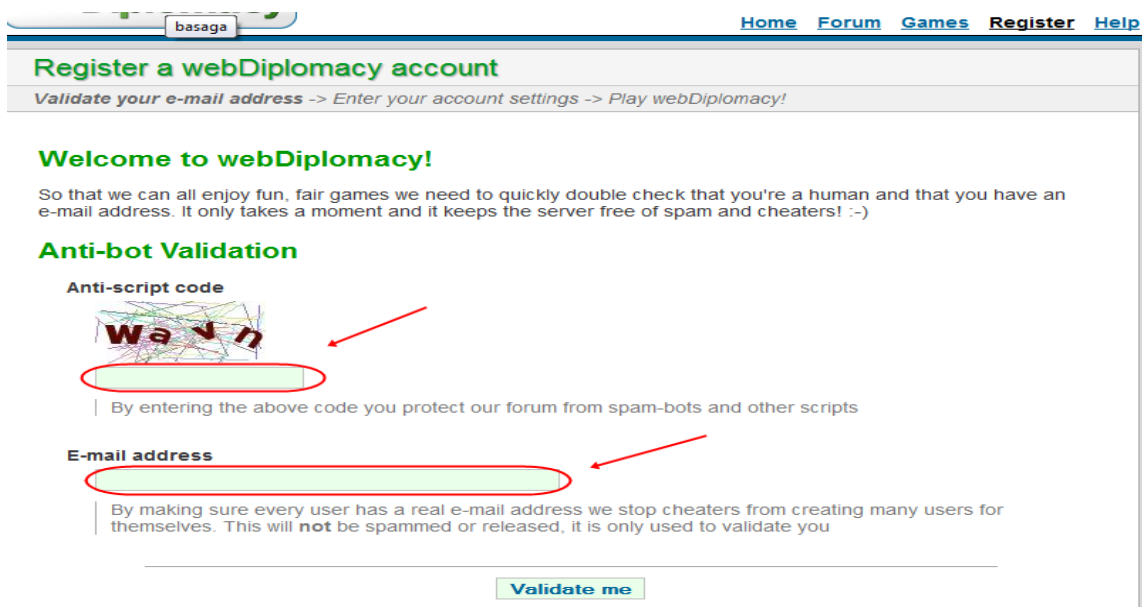 basaga
Home Forum Games Register Help
Register a webDiplomacy account
Validate your e-mail address -> Enter your account settings -> Play webDiplomacy!
Welcome to webDiplomacy!
So that we can all enjoy fun, fair games we need to quickly double check that you're a human and that you have an
e-mail address. It only takes a moment and it keeps the server free of spam and cheaters! :-)
Anti-bot Validation
Anti-script code
wavn
By entering the above code you protect our forum from spam-bots and other scripts
E-mail address
By making sure every user has a real e-mail address we stop cheaters from creating many users for
themselves. This will not be spammed or released, it is only used to validate you
Validate me